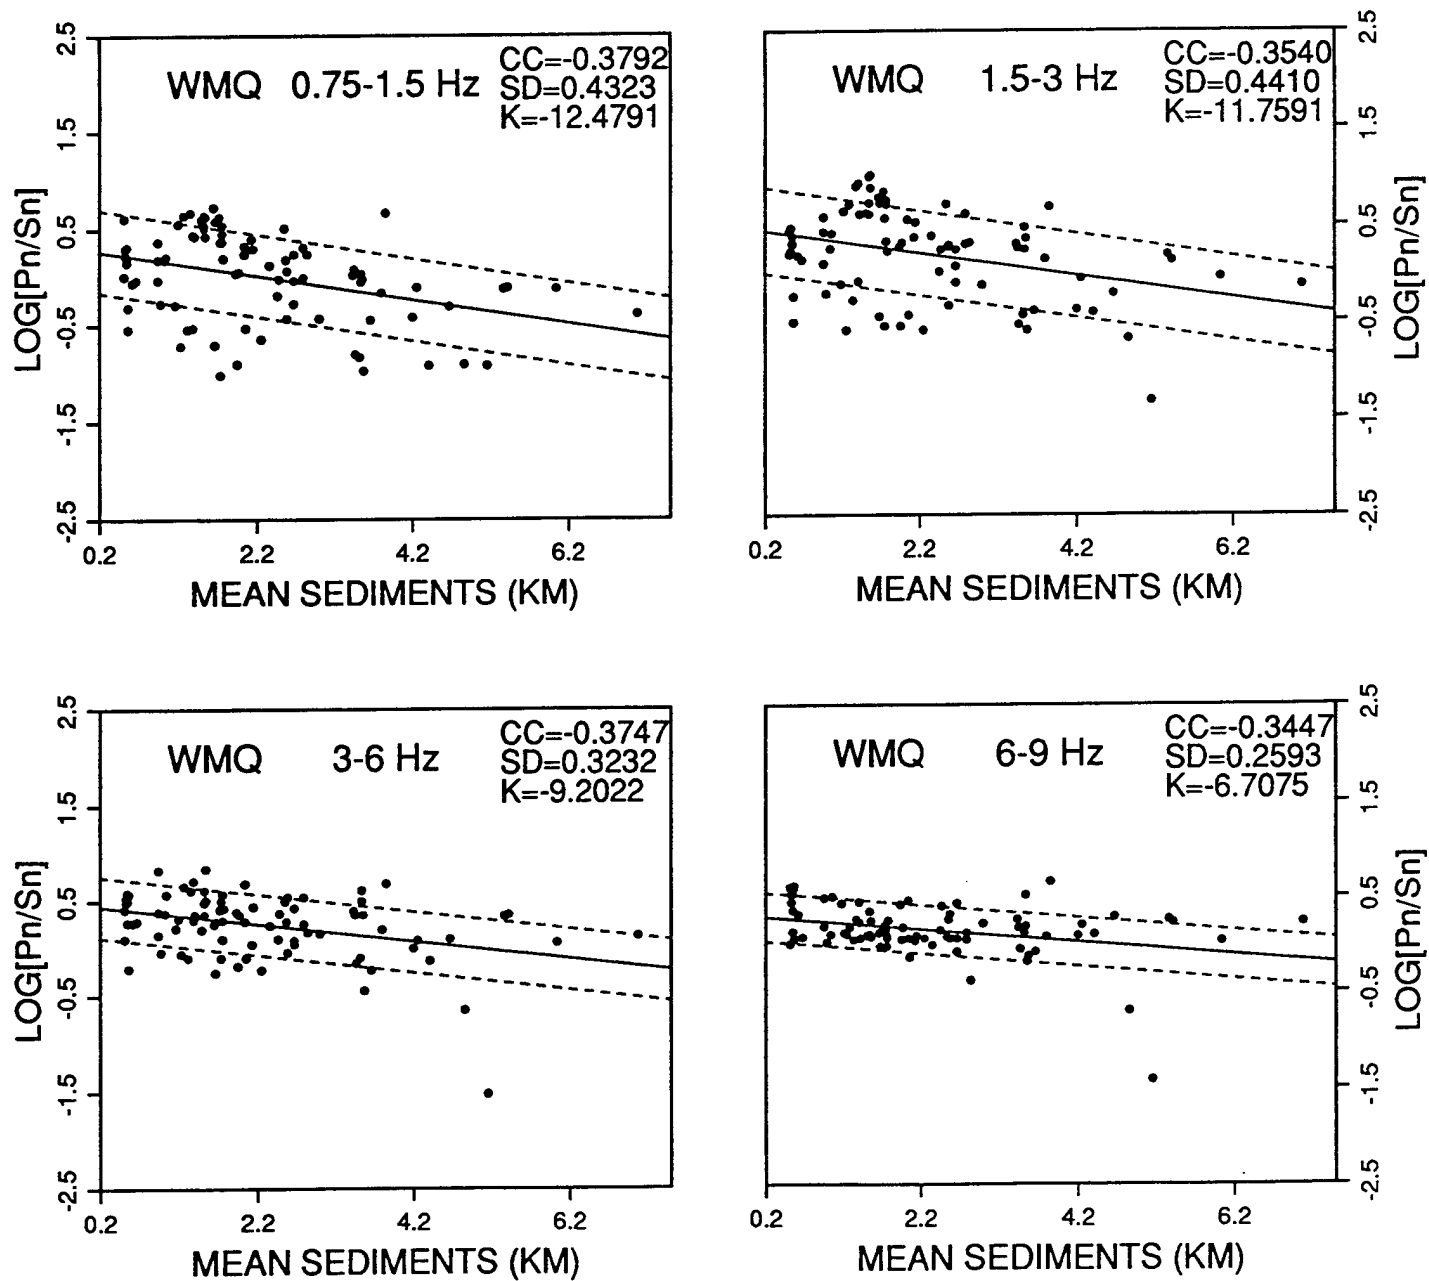 CC=-0.3792
WMQ 0.75-1.5 Hz
SD=0.4323
K=-12.4791
LOG[Pn/Sn]
2.5
1.5
0.5
-0.5
-1.5
-2.5
0.2 2.2 4.2 6.2
MEAN SEDIMENTS (KM)
CC=-0.3540
WMQ 1.5-3 Hz
SD=0.4410
K=-11.7591
LOG[Pn/Sn]
2.5
1.5
0.5
-0.5
-1.5
-2.5
0.2 2.2 4.2 6.2
MEAN SEDIMENTS (KM)
CC=-0.3747
WMQ 3-6 Hz
SD=0.3232
K=-9.2022
LOG[Pn/Sn]
2.5
1.5
0.5
-0.5
-1.5
-2.5
0.2 2.2 4.2 6.2
MEAN SEDIMENTS (KM)
CC=-0.3447
WMQ 6-9 Hz
SD=0.2593
K=-6.7075
LOG[Pn/Sn]
2.5
1.5
0.5
-0.5
-1.5
-2.5
0.2 2.2 4.2 6.2
MEAN SEDIMENTS (KM)